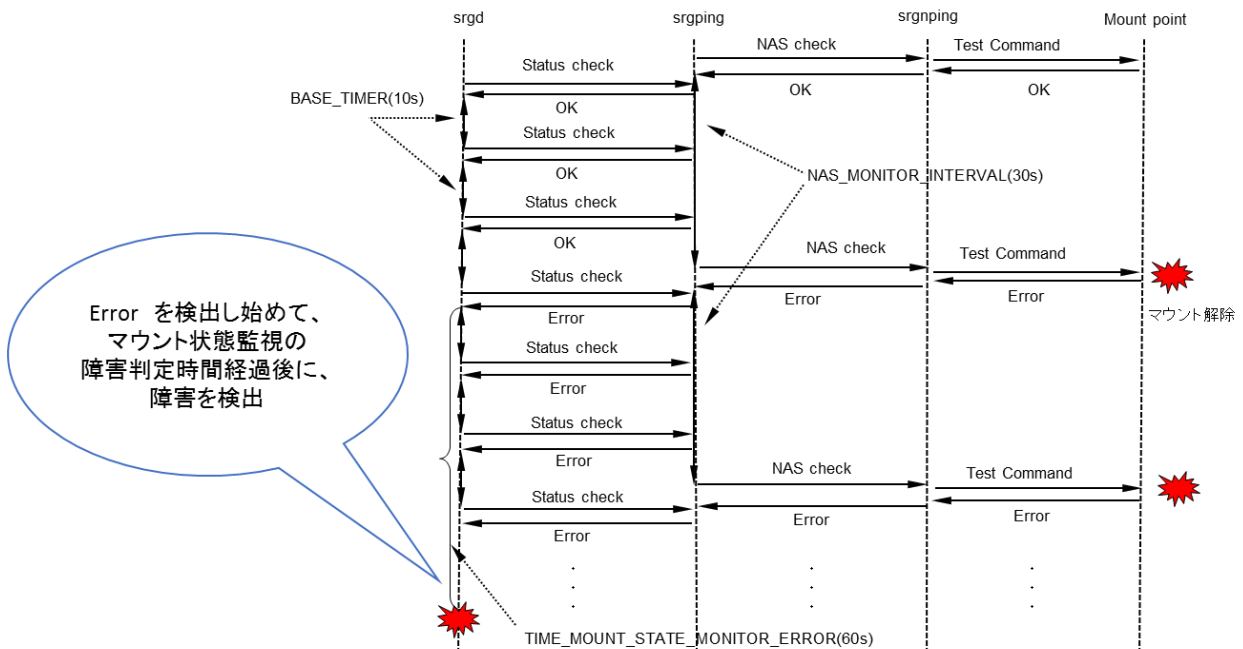 srgd
srgping
srgnping
Mount point
NAS check
Test Command
Status check
OK
OK
BASE_TIMER(10s)
OK
Status check
OK
NAS_MONITOR_INTERVAL(30s)
Status check
OK
NAS check
Test Command
Status check
Error
Error
Error
マウント解除
Error を検出し始めて、
マウント状態監視の
障害判定時間経過後に、
障害を検出
Status check
Error
Status check
Error
NAS check
Test Command
Status check
Error
Error
Error
TIME_MOUNT_STATE_MONITOR_ERROR(60s)